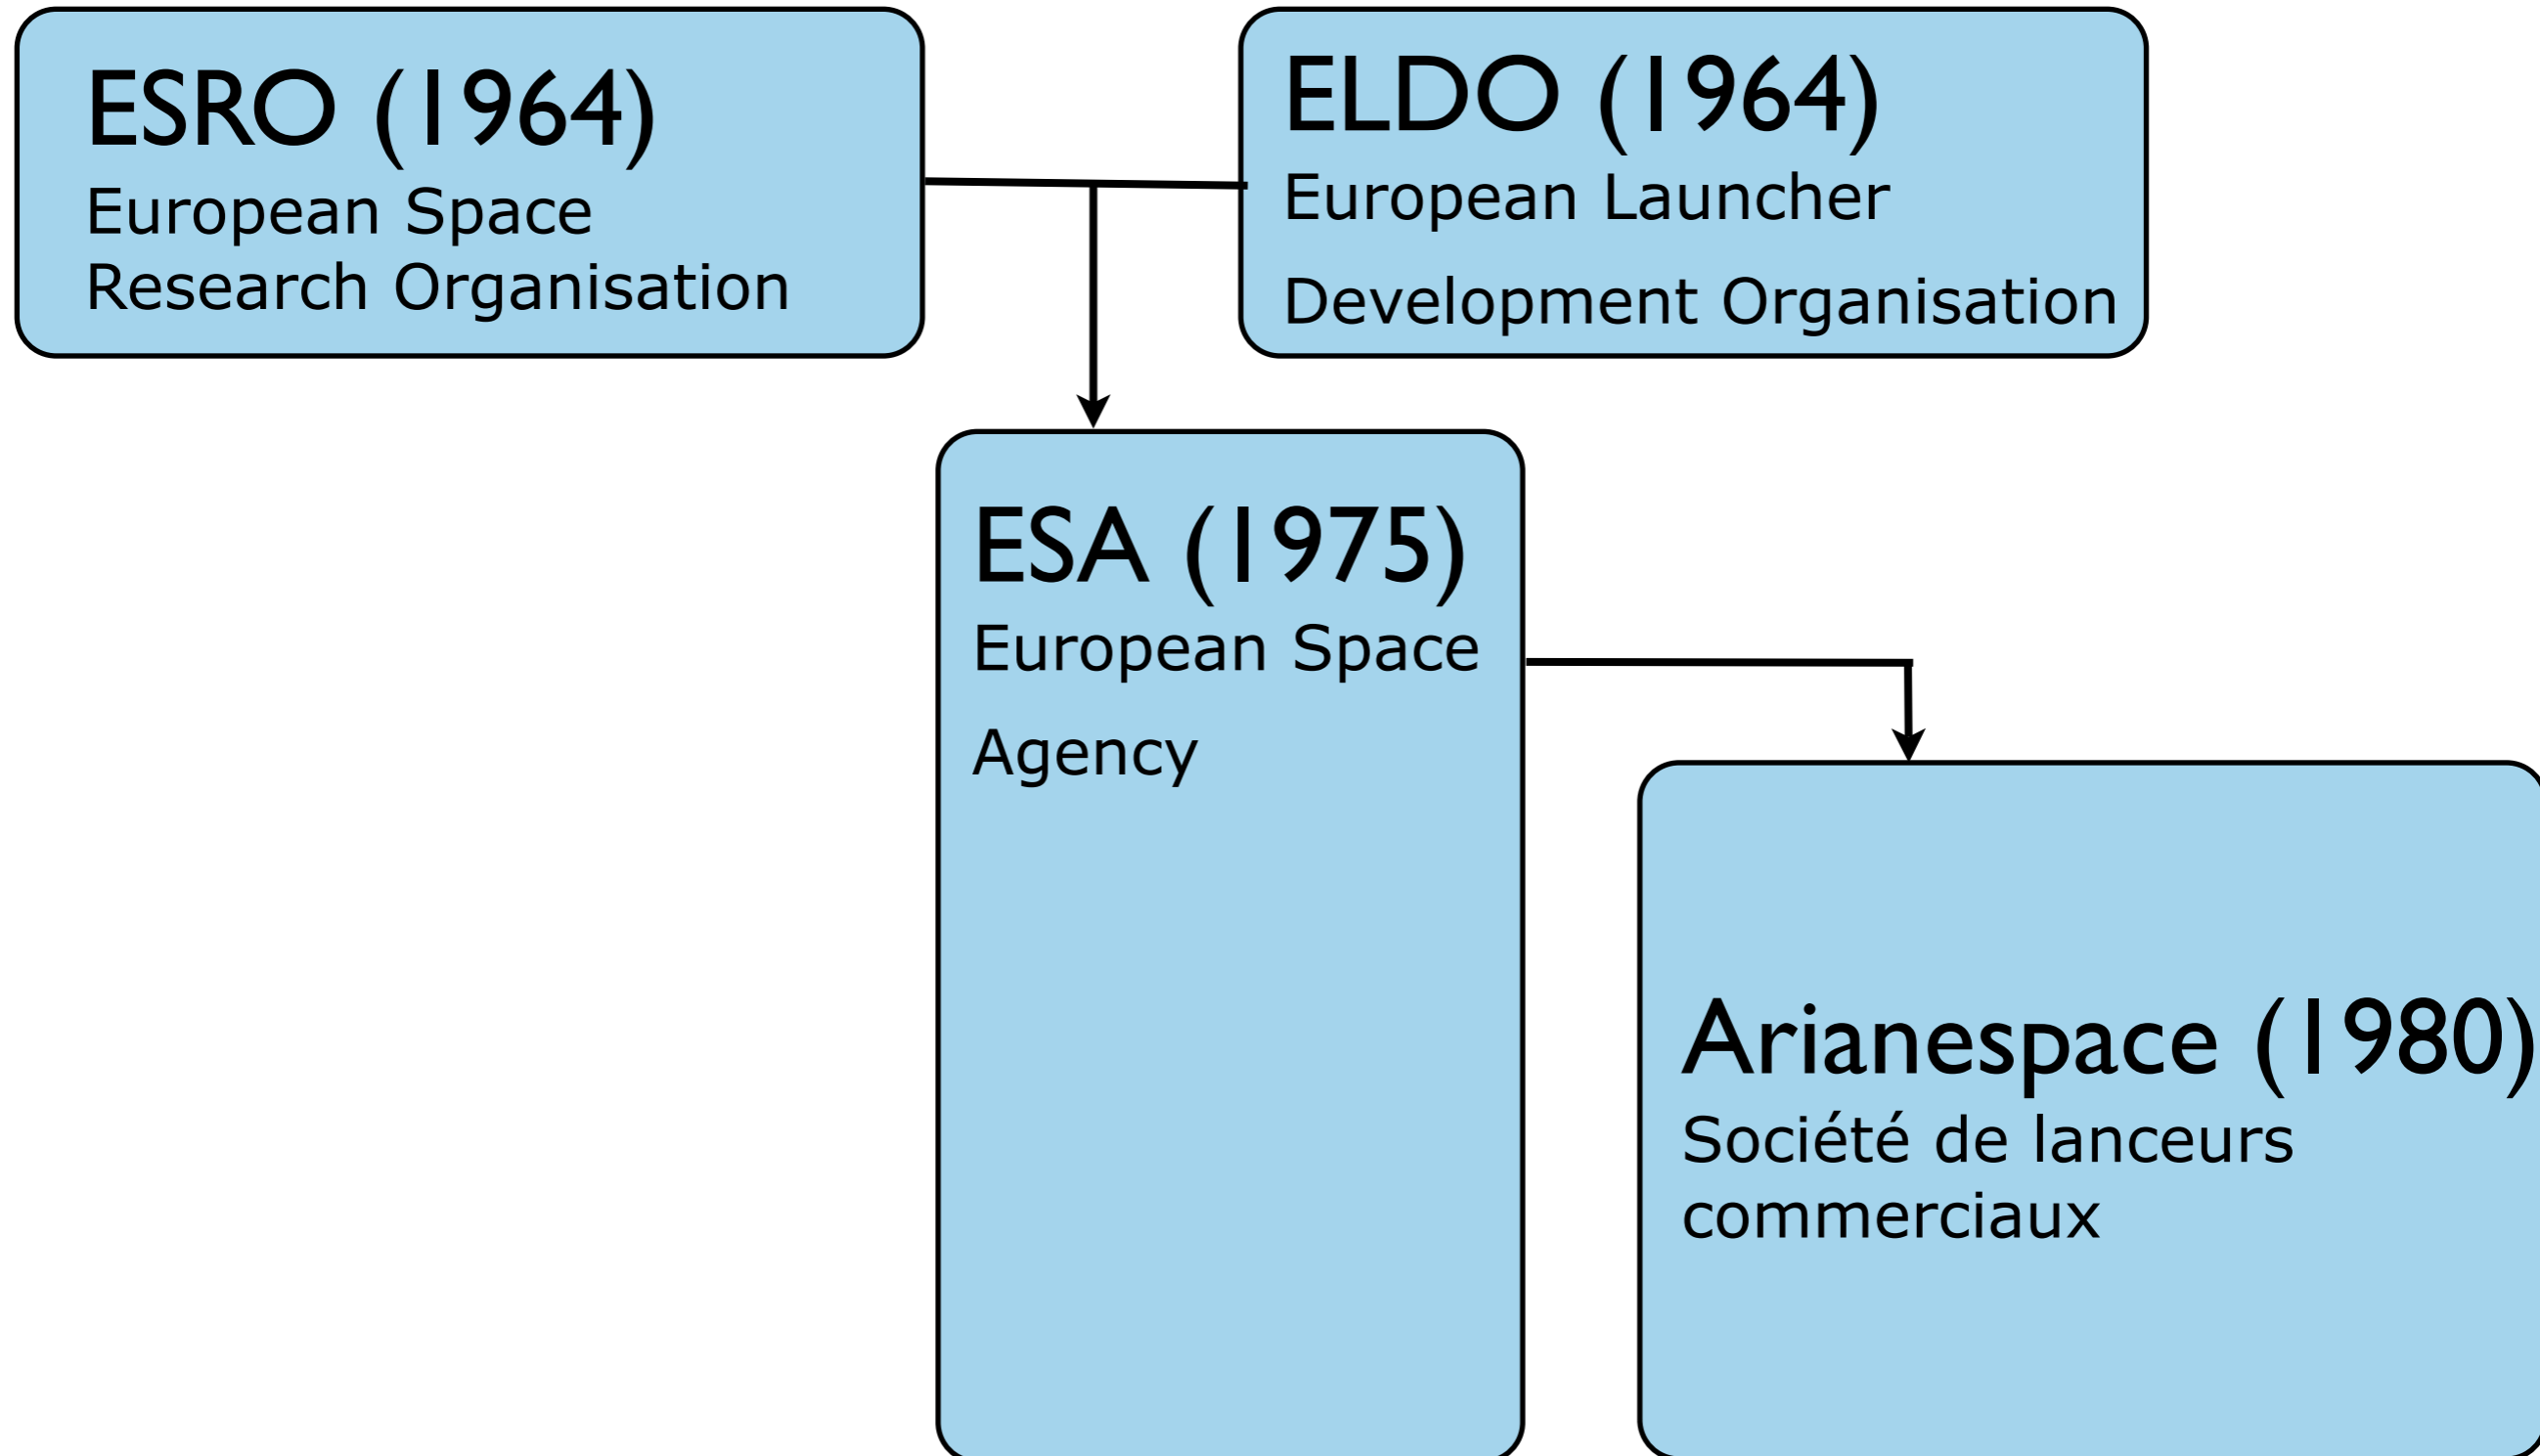 ESRO (1964)
European Space
Research Organisation
ELDO (1964)
European Launcher
Development Organisation
ESA (1975)
European Space
Agency
Arianespace (1980)
Société de lanceurs
commerciaux